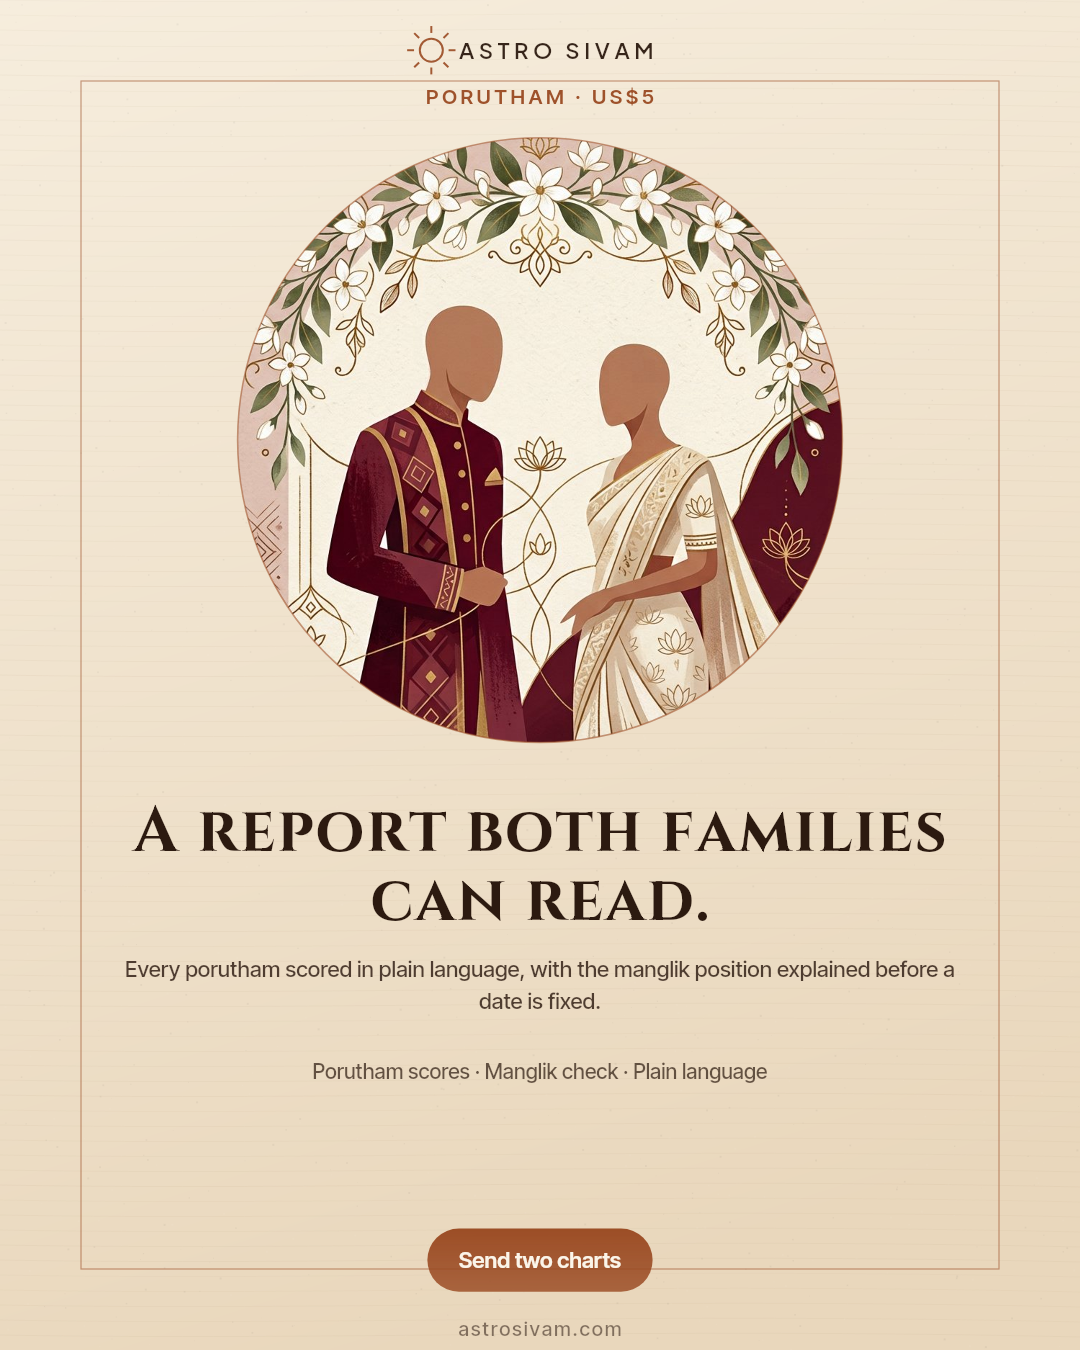 ASTRO SIVAM
PORUTHAM · US$5
A REPORT BOTH FAMILIES
CAN READ.
Every porutham scored in plain language, with the manglik position explained before a
date is fixed.
Porutham scores · Manglik check · Plain language
Send two charts
astrosivam.com